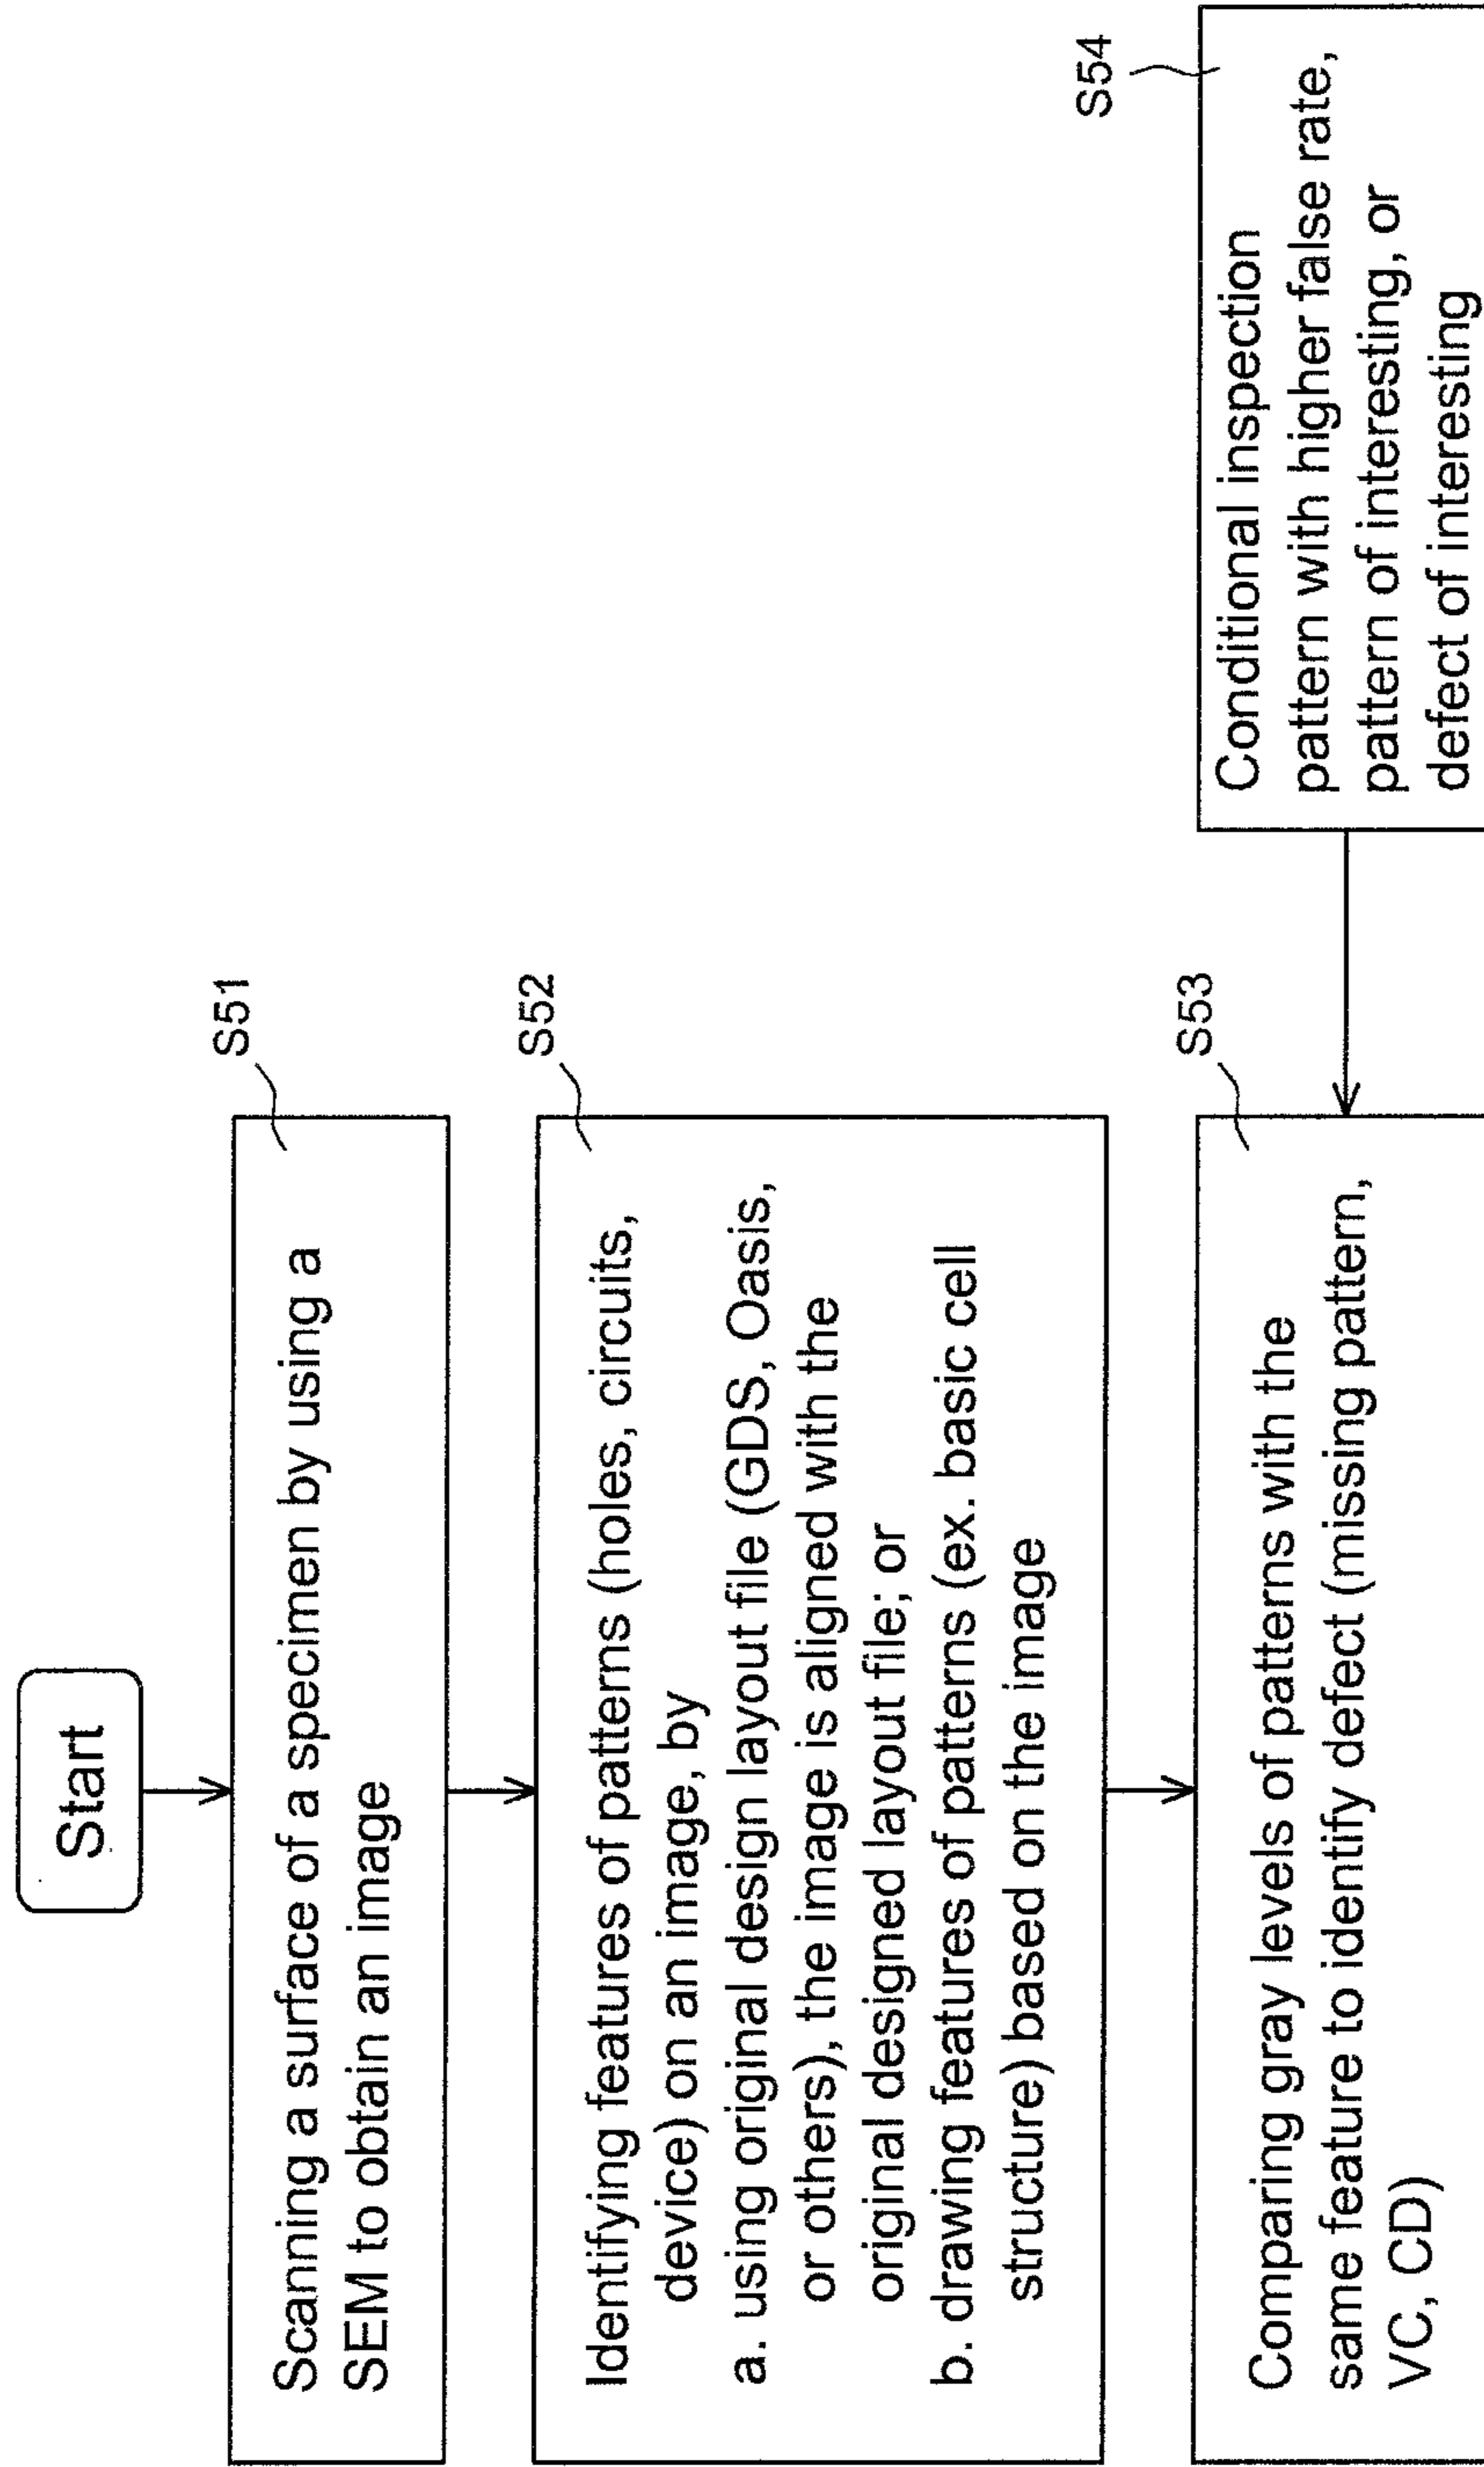 Start
S51
Scanning a surface of a specimen by using a
SEM to obtain an image
S52
Identifying features of patterns (holes, circuits,
device) on an image, by
a. using original design layout file (GDS, Oasis,
or others), the image is aligned with the
original designed layout file; or
b. drawing features of patterns (ex. basic cell
structure) based on the image
S53
Comparing gray levels of patterns with the
same feature to identify defect (missing pattern,
VC, CD)
S54
Conditional inspection
pattern with higher false rate,
pattern of interesting, or
defect of interesting